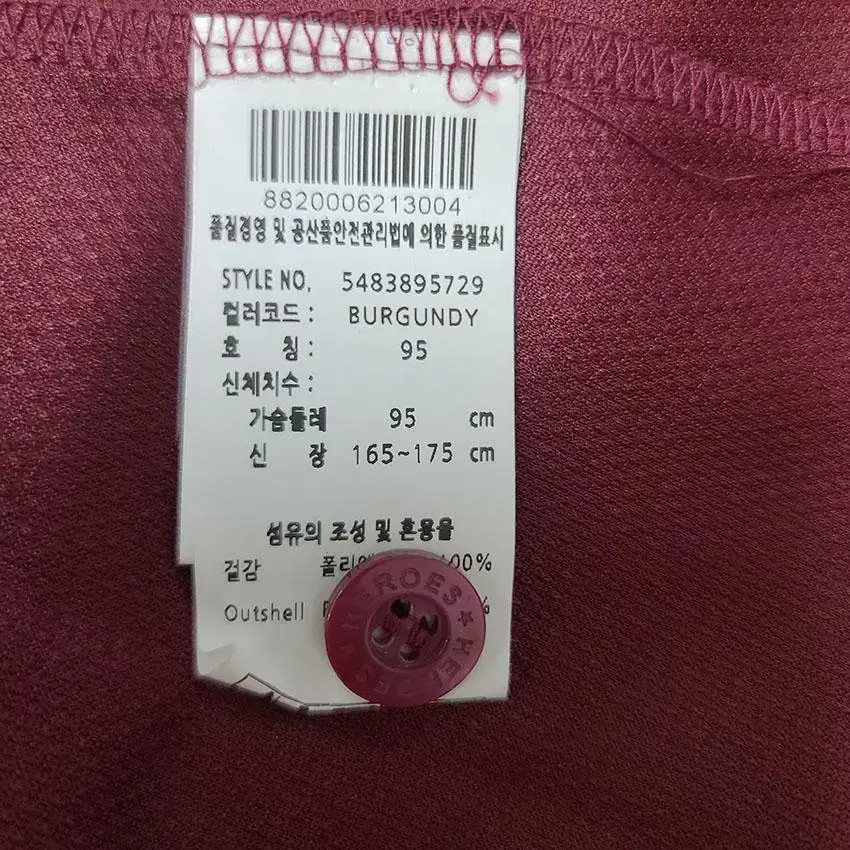 8820006213004
품질경영 및 공산품안전관리법에 의한 품질표시
STYLE NO, 5483895729
컬러코드 : BURGUNDY
호 칭 : 95
신체치수 :
가슴둘레 95 cm
신 장 165~175 cm
섬유의 조성 및 혼용율
겉감 100%
Outshell
HEROES ★ HEROES ★